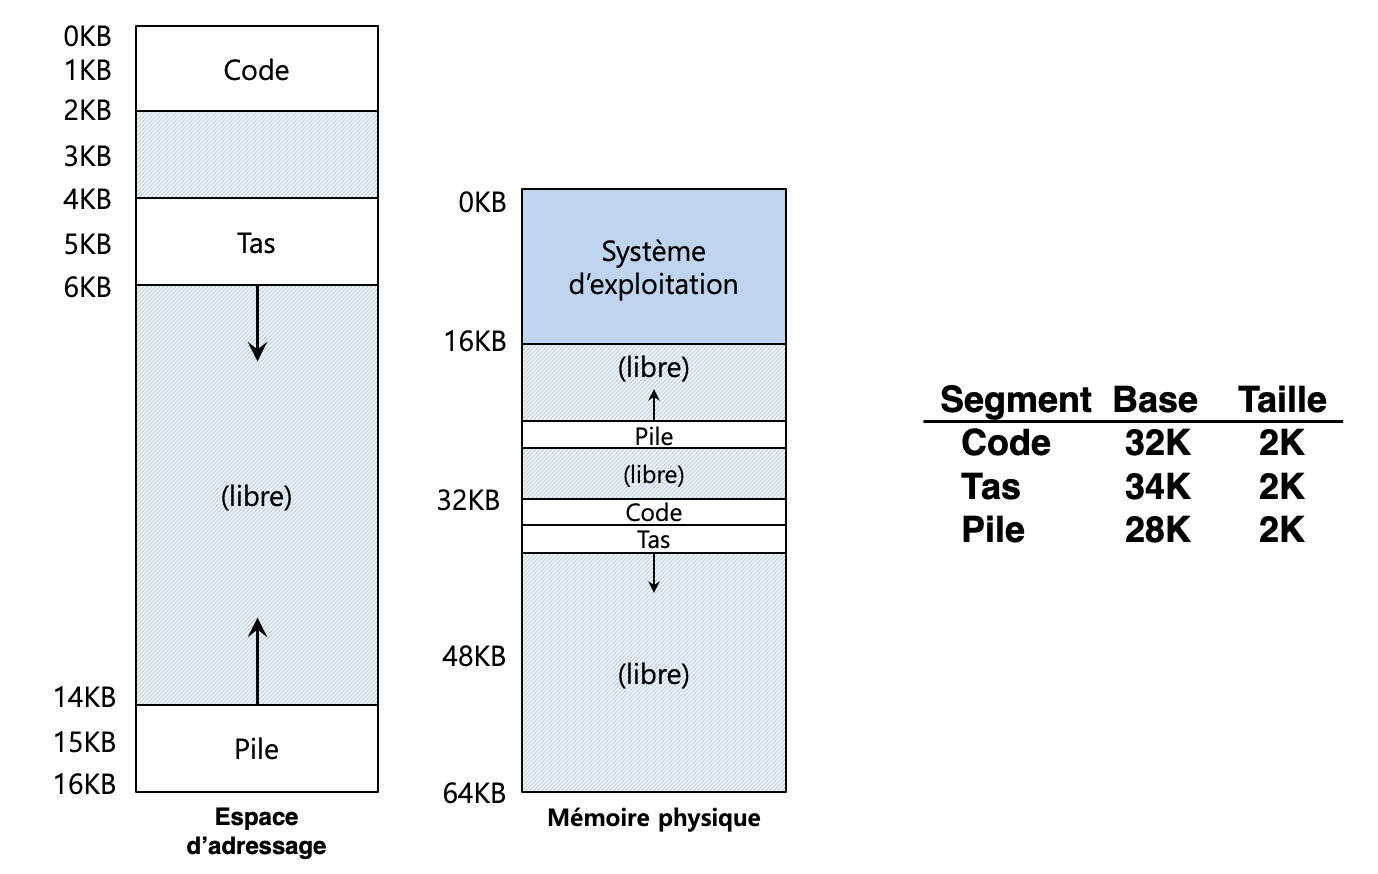 0KB
1KB
Code
2KB
3KB
4KB
5KB
Tas
6KB
(libre)
14KB
15KB
Pile
16KB
Espace
d'adressage
0KB
Système
d'exploitation
16KB
(libre)
Pile
(libre)
32KB
Code
Tas
48KB
(libre)
64KB
Mémoire physique
Segment Base Taille
Code 32K 2K
Tas 34K 2K
Pile 28K 2K